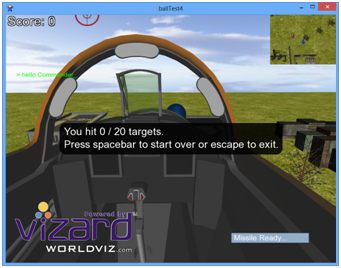 ballTest4
Score: 0
>-hello Commander
You hit 0 / 20 targets.
Press spacebar to start over or escape to exit.
Powered by
vizard
WORLDVIZ.com
Missile Ready...